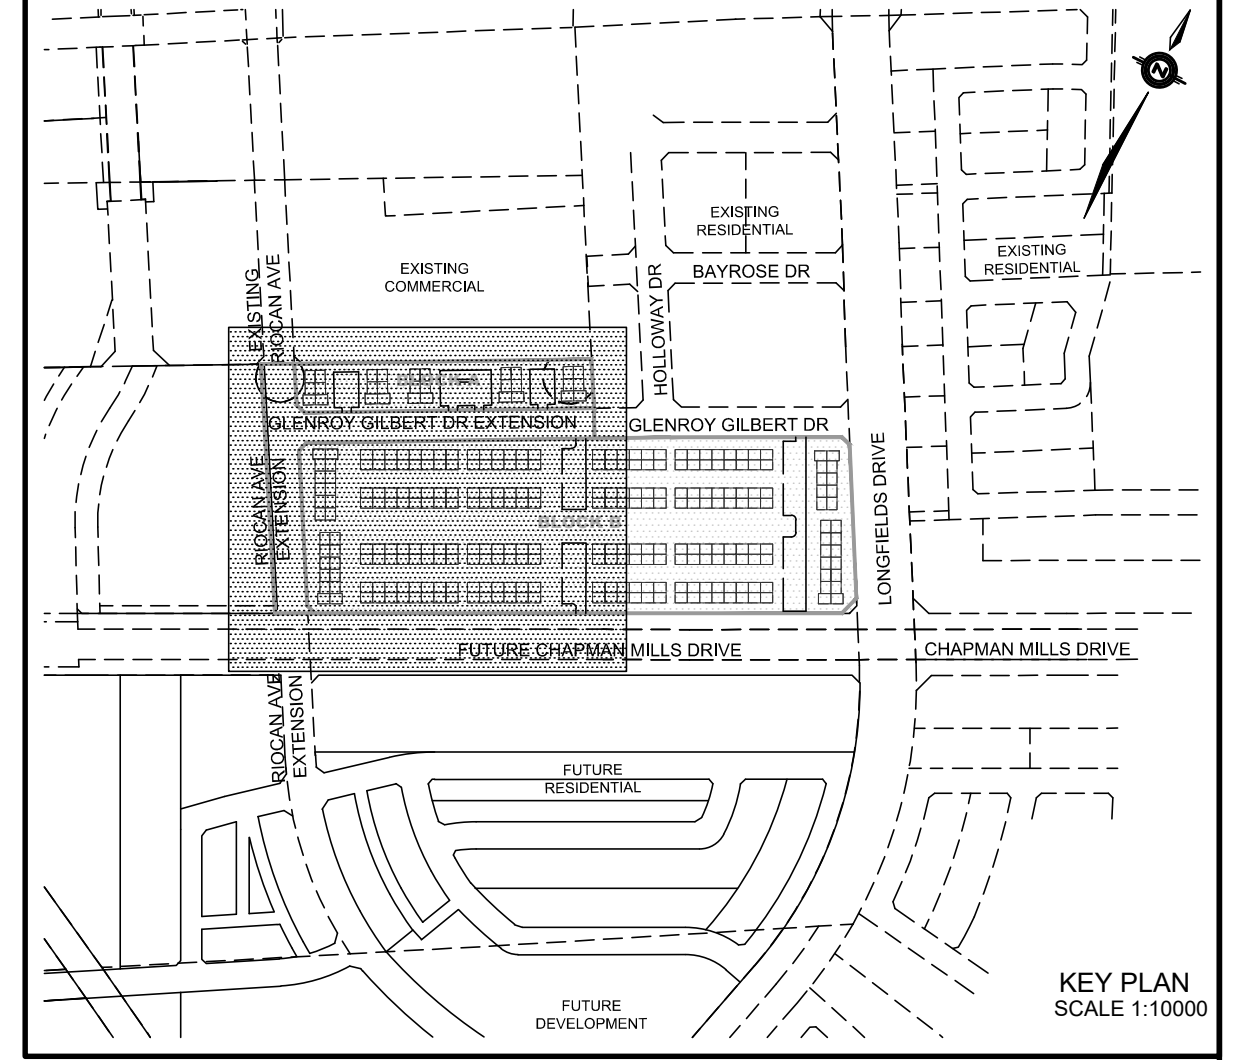 N
EXISTING
RESIDENTIAL
EXISTING
RESIDENTIAL
EXISTING
COMMERCIAL
BAYROSE DR
EXISTING
RIOCAN AVE
HOLLOWAY DR
BLOCK A
GLENROY GILBERT DR EXTENSION
GLENROY GILBERT DR
RIOCAN AVE
EXTENSION
BLOCK B
LONGFIELDS DRIVE
FUTURE CHAPMAN MILLS DRIVE
CHAPMAN MILLS DRIVE
RIOCAN AVE
EXTENSION
FUTURE
RESIDENTIAL
FUTURE
DEVELOPMENT
KEY PLAN
SCALE 1:10000